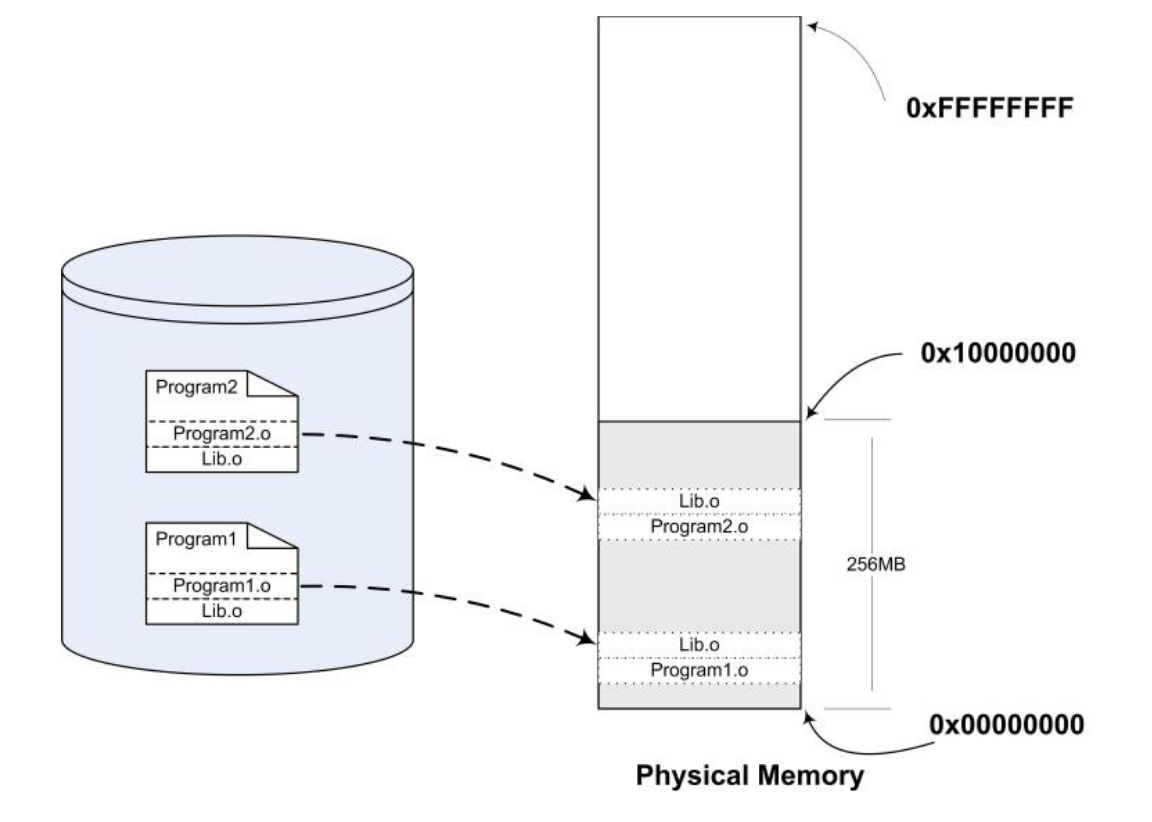 0xFFFFFFFF
0x10000000
Program2
Program2.o
Lib.o
Lib.o
Program2.o
Program1
Program1.o
Lib.o
256MB
Lib.o
Program1.o
0x00000000
Physical Memory